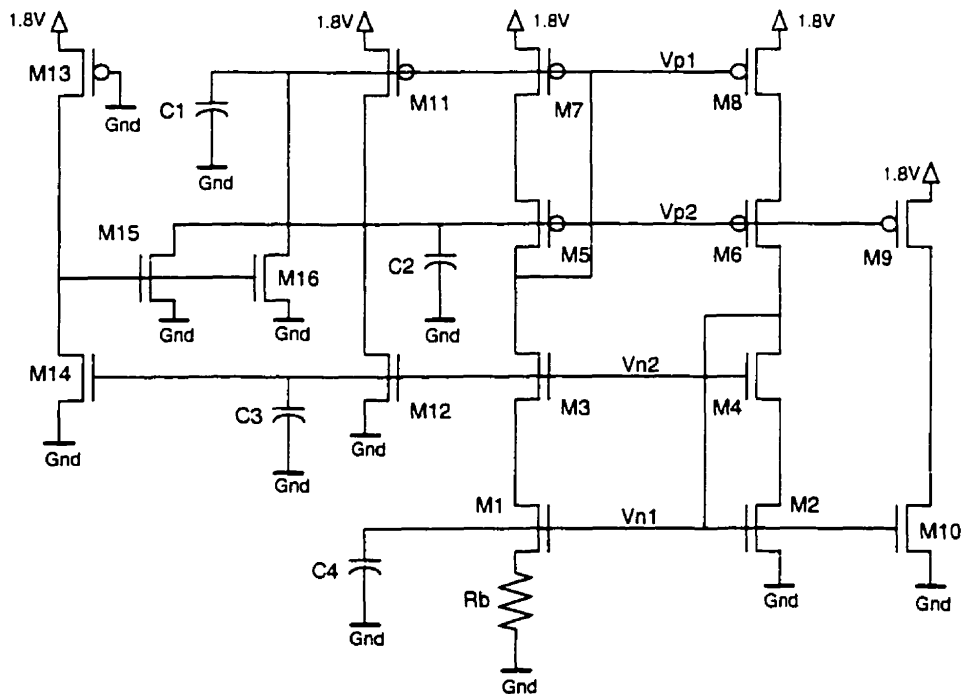 1.8V
1.8V
1.8V
1.8V
M13
Vp1
M11
M7
M8
C1
Gnd
Gnd
1.8V
Vp2
M15
M16
C2
M5
M6
M9
Gnd
Gnd
Gnd
M14
Vn2
C3
M12
M3
M4
Gnd
Gnd
Gnd
M1
Vn1
M2
M10
C4
Rb
Gnd
Gnd
Gnd
Gnd